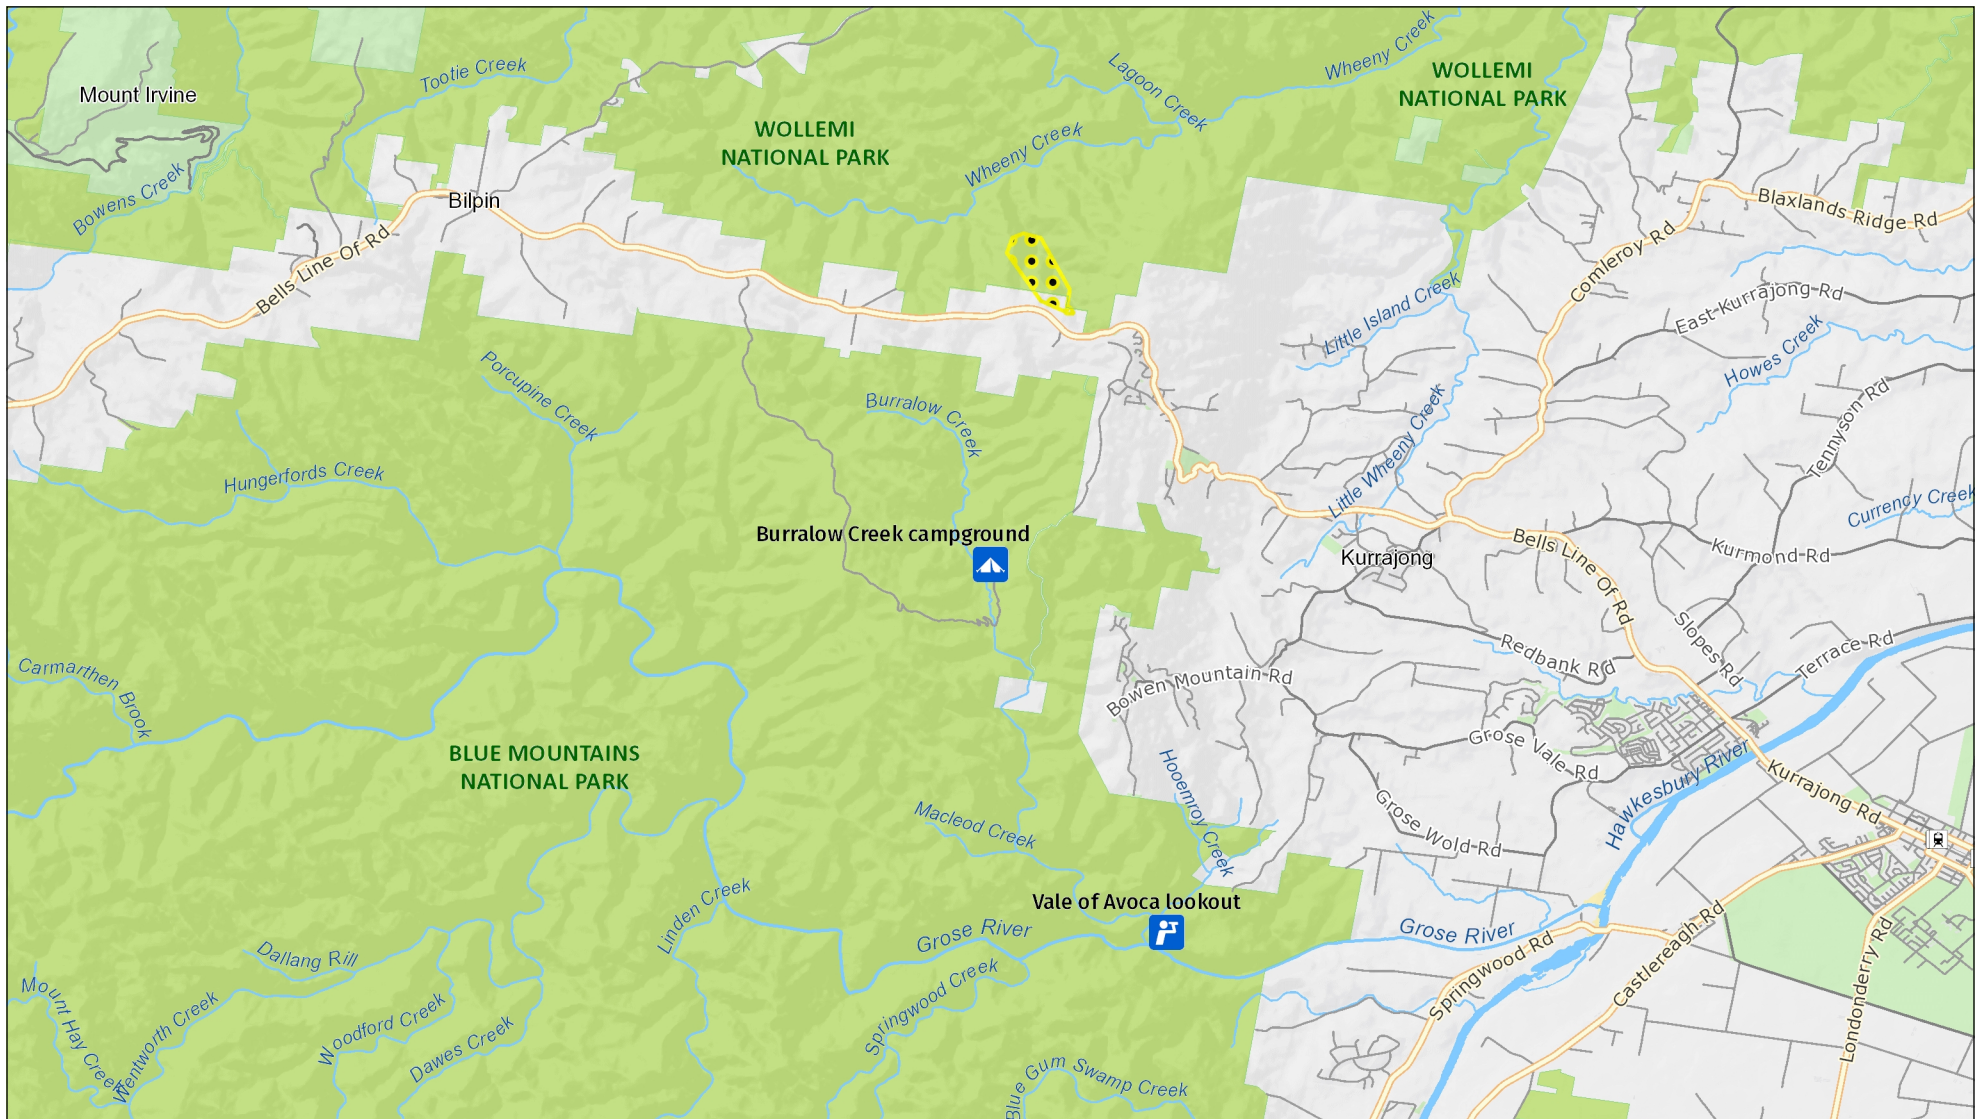 Mount Irvine
Tootie Creek
Lagoon Creek
Wheeny Creek
WOLLEMI
NATIONAL PARK
WOLLEMI
NATIONAL PARK
Wheeny Creek
Bowens Creek
Bilpin
Blaxlands Ridge Rd
Bells Line Of Rd
Comleroy Rd
East Kurrajong Rd
Little Island Creek
Howes Creek
Porcupine Creek
Burralow Creek
Tennyson Rd
Little Wheeny Creek
Hungerfords Creek
Currency Creek
Burralow Creek campground
Kurrajong
Bells Line Of Rd
Kurmond Rd
Slopes Rd
Redbank Rd
Terrace Rd
Carmarthen Brook
Bowen Mountain Rd
Grose Vale Rd
BLUE MOUNTAINS
NATIONAL PARK
Hooemroy Creek
Hawkesbury River
Kurrajong Rd
Macleod Creek
Grose Wold Rd
Linden Creek
Vale of Avoca lookout
Grose River
Grose River
Dallang Rill
Springwood Rd
Castlereagh Rd
Londonderry Rd
Springwood Creek
Mount Hay Creek
Wentworth Creek
Woodford Creek
Dawes Creek
Blue Gum Swamp Creek